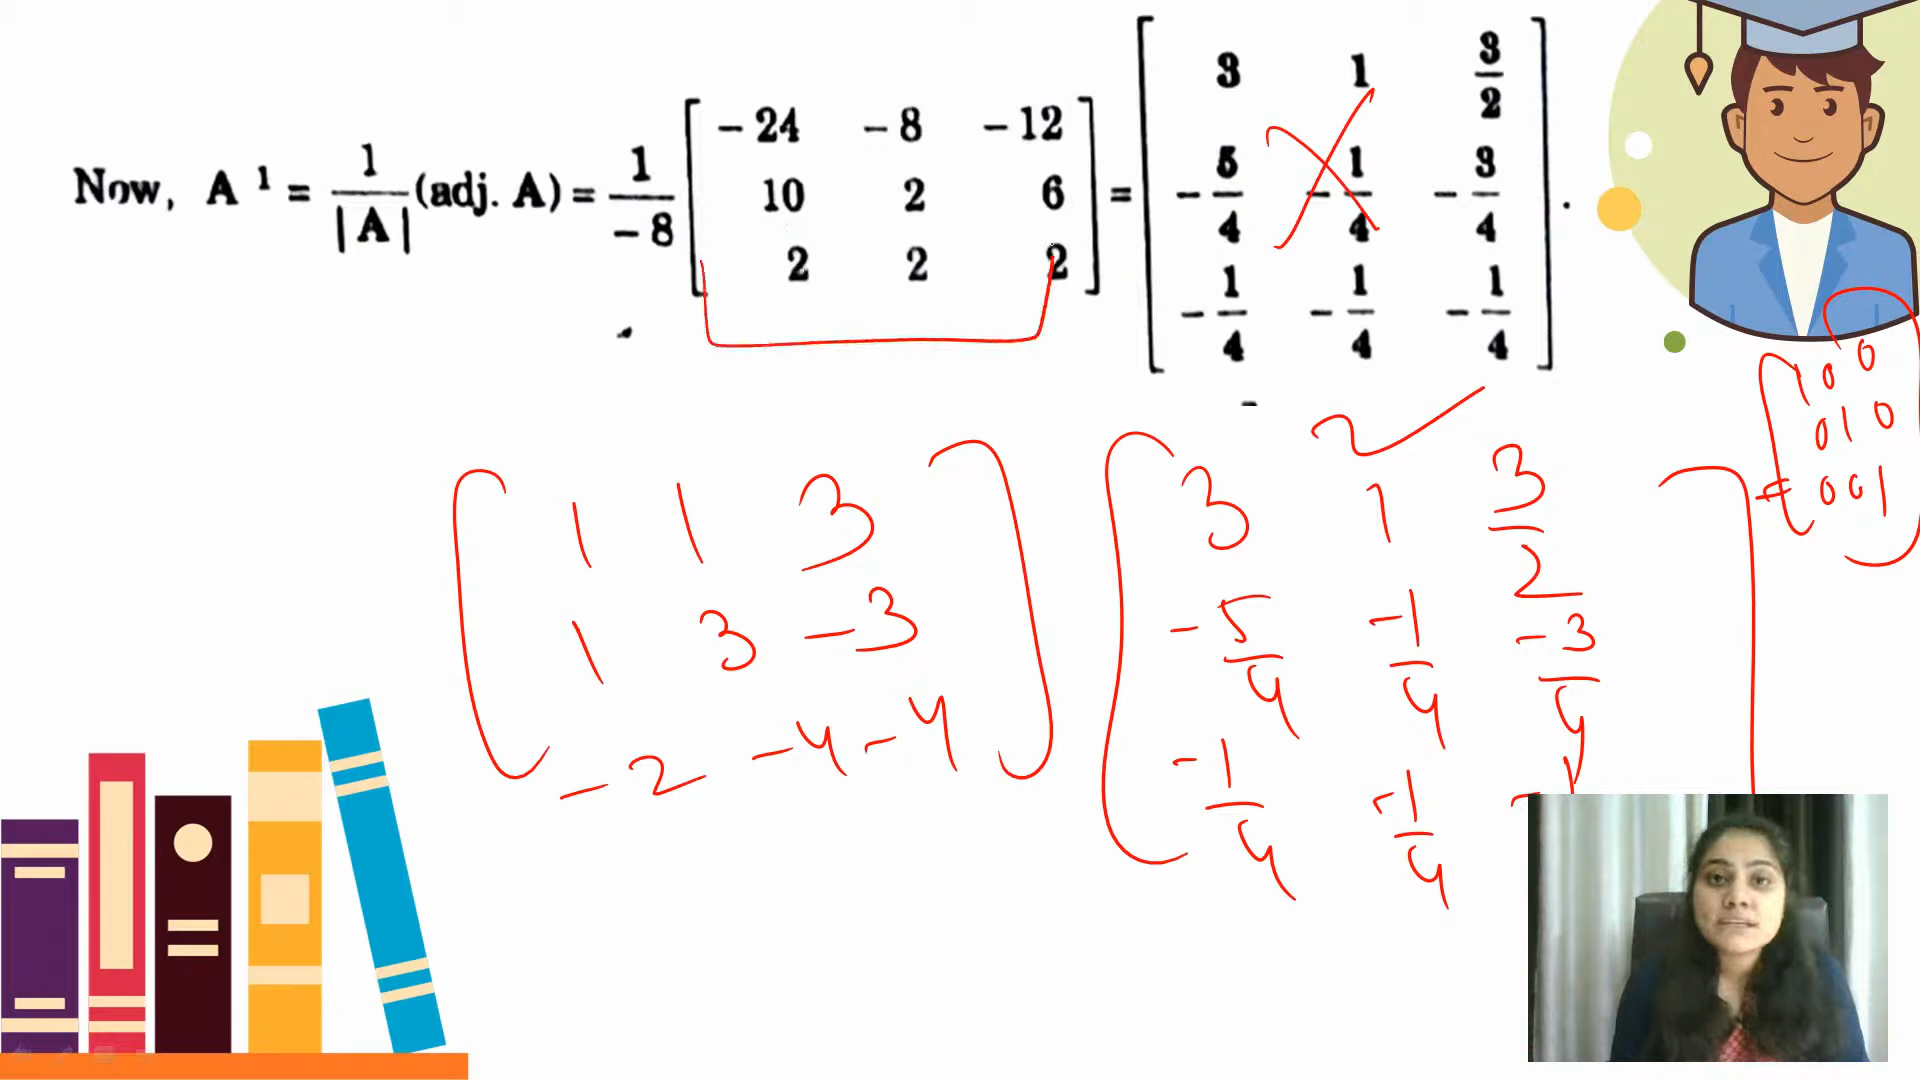 Now, A 1 = 1/|A| (adj. A) = 1/-8 [ -24 -8 -12 ] = [ 3 1 3/2 ] .
10 2 6 -5/4 -1/4 -3/4
2 2 2 -1/4 -1/4 -1/4
[ 1 1 3 ] [ 3 1 3/2 ] = [ 1 0 0
1 3 -3 -5/4 -1/4 -3/4 0 1 0
-2 -4 -4 -1/4 -1/4 -1 0 0 1 ]